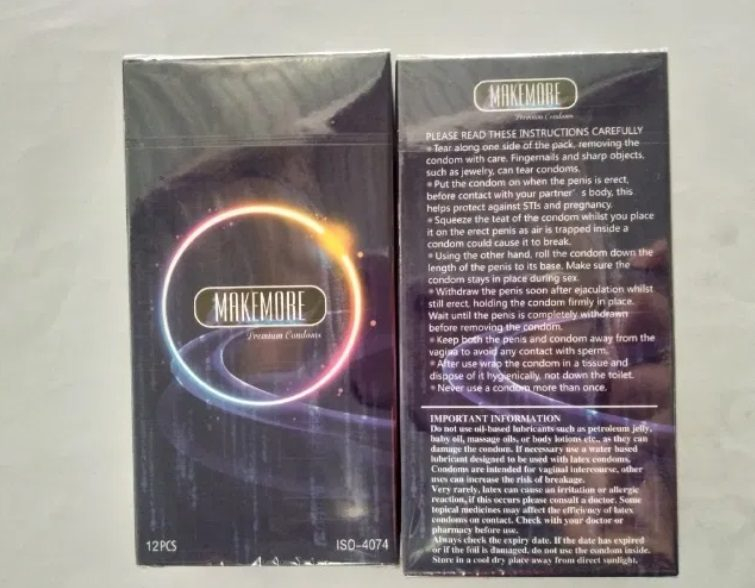 MAKEMORE
Premium Condoms
12PCS
ISO-4074
MAKEMORE
Premium Condoms
PLEASE READ THESE INSTRUCTIONS CAREFULLY
• Tear along one side of the pack, removing the
condom with care. Fingernails and sharp objects,
such as jewelry, can tear condoms.
• Put the condom on when the penis is erect,
before contact with your partner' s body, this
helps protect against STIs and pregnancy.
• Squeeze the teat of the condom whilst you place
it on the erect penis as air is trapped inside a
condom could cause it to break.
• Using the other hand, roll the condom down the
length of the penis to its base. Make sure the
condom stays in place during sex.
• Withdraw the penis soon after ejaculation whilst
still erect, holding the condom firmly in place.
Wait until the penis is completely withdrawn
before removing the condom.
• Keep both the penis and condom away from the
vagina to avoid any contact with sperm.
• After use wrap the condom in a tissue and
dispose of it hygienically, not down the toilet.
• Never use a condom more than once.
IMPORTANT INFORMATION
Do not use oil-based lubricants such as petroleum jelly,
baby oil, massage oils, or body lotions etc., as they can
damage the condom. If necessary use a water based
lubricant designed to be used with latex condoms.
Condoms are intended for vaginal intercourse, other
uses can increase the risk of breakage.
Very rarely, latex can cause an irritation or allergic
reaction, if this occurs please consult a doctor. Some
topical medicines may affect the efficiency of latex
condoms on contact. Check with your doctor or
pharmacy before use.
Always check the expiry date. If the date has expired
or if the foil is damaged, do not use the condom inside.
Store in a cool dry place away from direct sunlight.